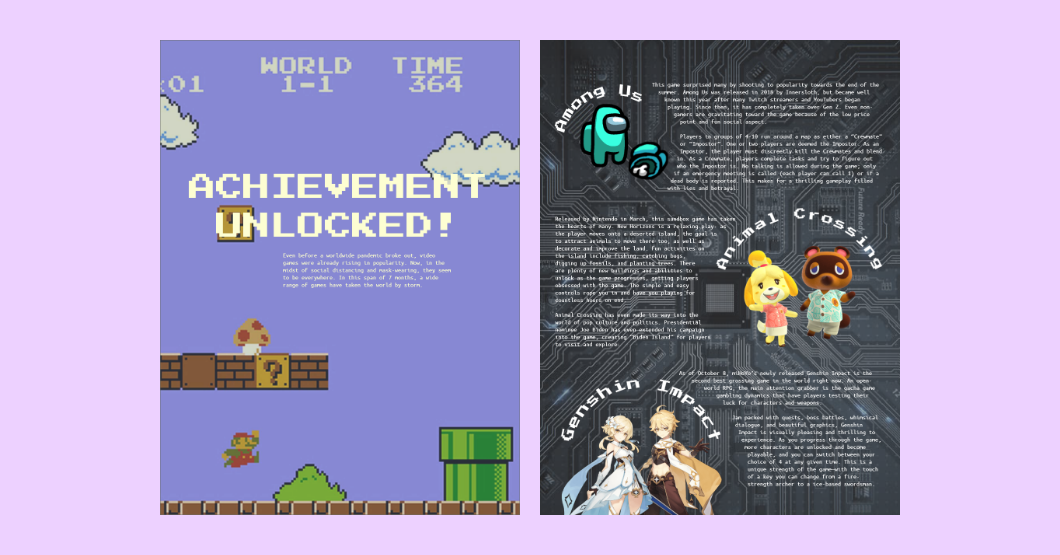 :01
WORLD
1-1
TIME
364
ACHIEVEMENT
UNLOCKED!
Even before a worldwide pandemic broke out, video
games were already rising in popularity. Now, in the
midst of social distancing and mask-wearing, they seem
to be everywhere. In this span of 7 months, a wide
range of games have taken the world by storm.
?
Among Us
This game surprised many by shooting to popularity towards the end of the
summer. Among Us was released in 2018 by Innersloth, but became well
known this year after many Twitch streamers and YouTubers began
playing. Since then, it has completely taken over Gen Z. Even non-
gamers are gravitating toward the game because of the low price
point and fun social aspect.
Players in groups of 4-10 run around a map as either a "Crewmate"
or "Impostor". One or two players are deemed the Impostor. As an
Impostor, the player must discreetly kill the Crewmates and blend
in. As a Crewmate, players complete tasks and try to figure out
who the Impostor is. No talking is allowed during the game; only
if an emergency meeting is called (each player can call 1) or if a
dead body is reported. This makes for a thrilling gameplay filled
with lies and betrayal.
Animal Crossing
Released by Nintendo in March, this sandbox game has taken
the hearts of many. New Horizons is a relaxing play, as
the player moves onto a deserted island, the goal is
to attract animals to move there too, as well as
decorate and improve the land. Fun activities on
the island include fishing, catching bugs,
digging up fossils, and planting trees. There
are plenty of new buildings and abilities to
unlock as the game progresses, getting players
obsessed with the game. The simple and easy
controls rope you in and have you playing for
countless hours on end.
Animal Crossing has even made its way into the
world of pop culture and politics. Presidential
nominee Joe Biden has even extended his campaign
into the game, creating "Biden Island" for players
to visit and explore.
Genshin Impact
As of October 8, miHoYo's newly released Genshin Impact is the
second best grossing game in the world right now. An open
world RPG, the main attention grabber is the gacha game
gambling dynamics that have players testing their
luck for characters and weapons.
Jam packed with quests, boss battles, whimsical
dialogue, and beautiful graphics, Genshin
Impact is visually pleasing and thrilling to
experience. As you progress through the game,
more characters are unlocked and become
playable, and you can switch between your
choice of 4 at any given time. This is a
unique strength of the game—with the touch
of a key you can change from a fire-
strength archer to a ice-based swordsman.